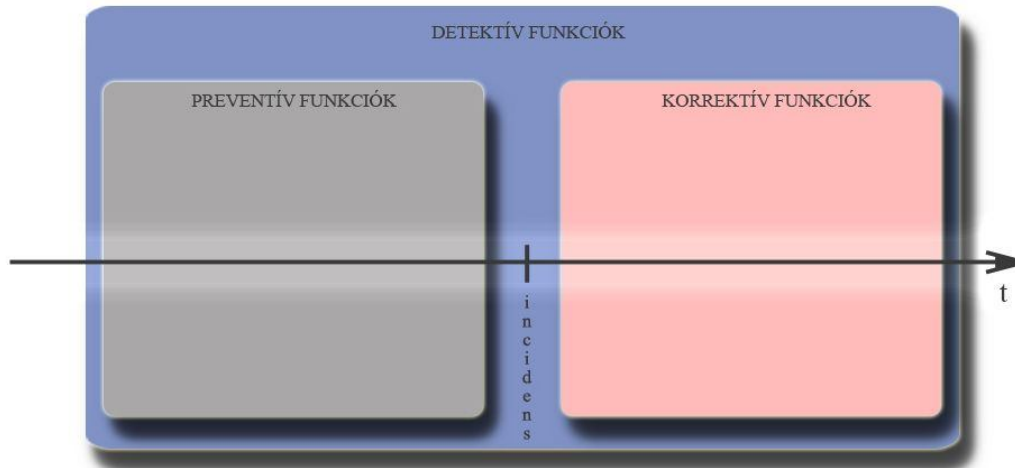 DETEKTÍV FUNKCIÓK
PREVENTÍV FUNKCIÓK
KORREKTÍV FUNKCIÓK
incidens
t